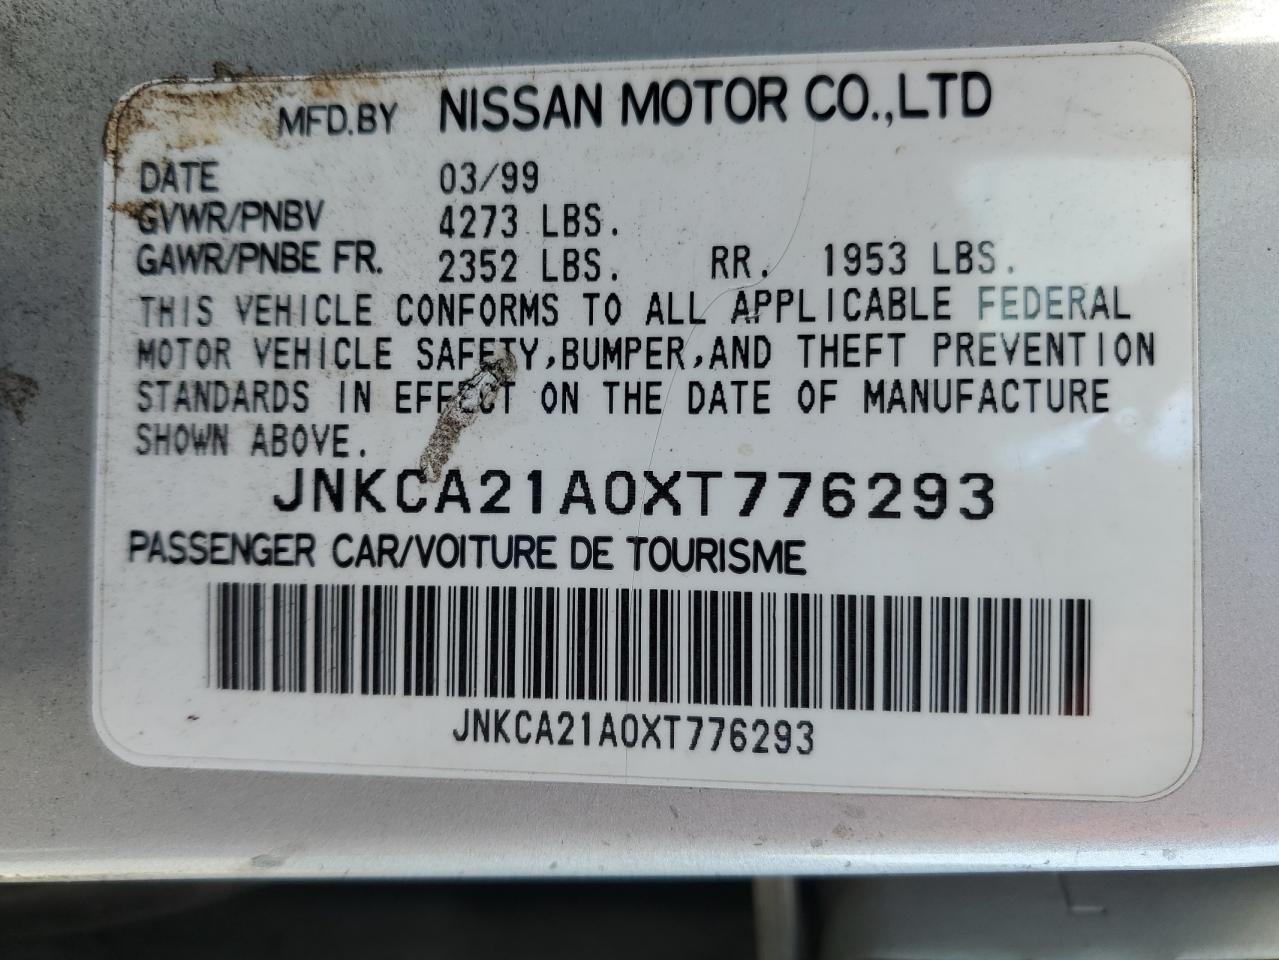 MFD.BY NISSAN MOTOR CO.,LTD
DATE 03/99
GVWR/PNBV 4273 LBS.
GAWR/PNBE FR. 2352 LBS. RR. 1953 LBS.
THIS VEHICLE CONFORMS TO ALL APPLICABLE FEDERAL
MOTOR VEHICLE SAFETY,BUMPER,AND THEFT PREVENTION
STANDARDS IN EFFECT ON THE DATE OF MANUFACTURE
SHOWN ABOVE.
JNKCA21A0XT776293
PASSENGER CAR/VOITURE DE TOURISME
JNKCA21A0XT776293